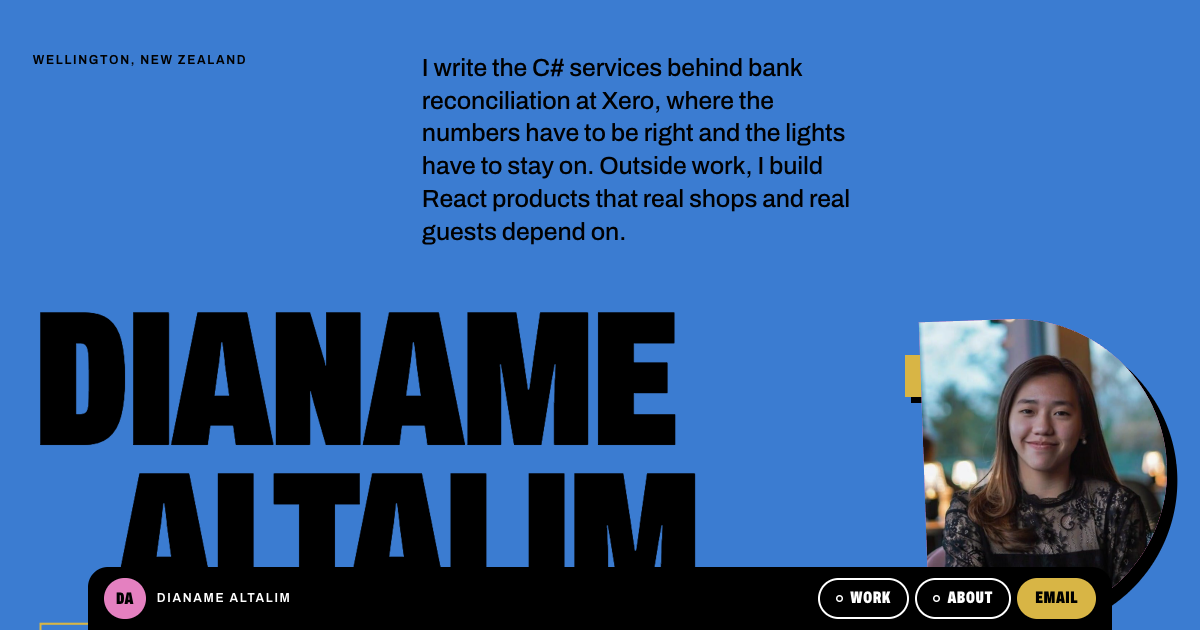 WELLINGTON, NEW ZEALAND
I write the C# services behind bank
reconciliation at Xero, where the
numbers have to be right and the lights
have to stay on. Outside work, I build
React products that real shops and real
guests depend on.
DIANAME
ALTALIM
DA
DIANAME ALTALIM
WORK
ABOUT
EMAIL